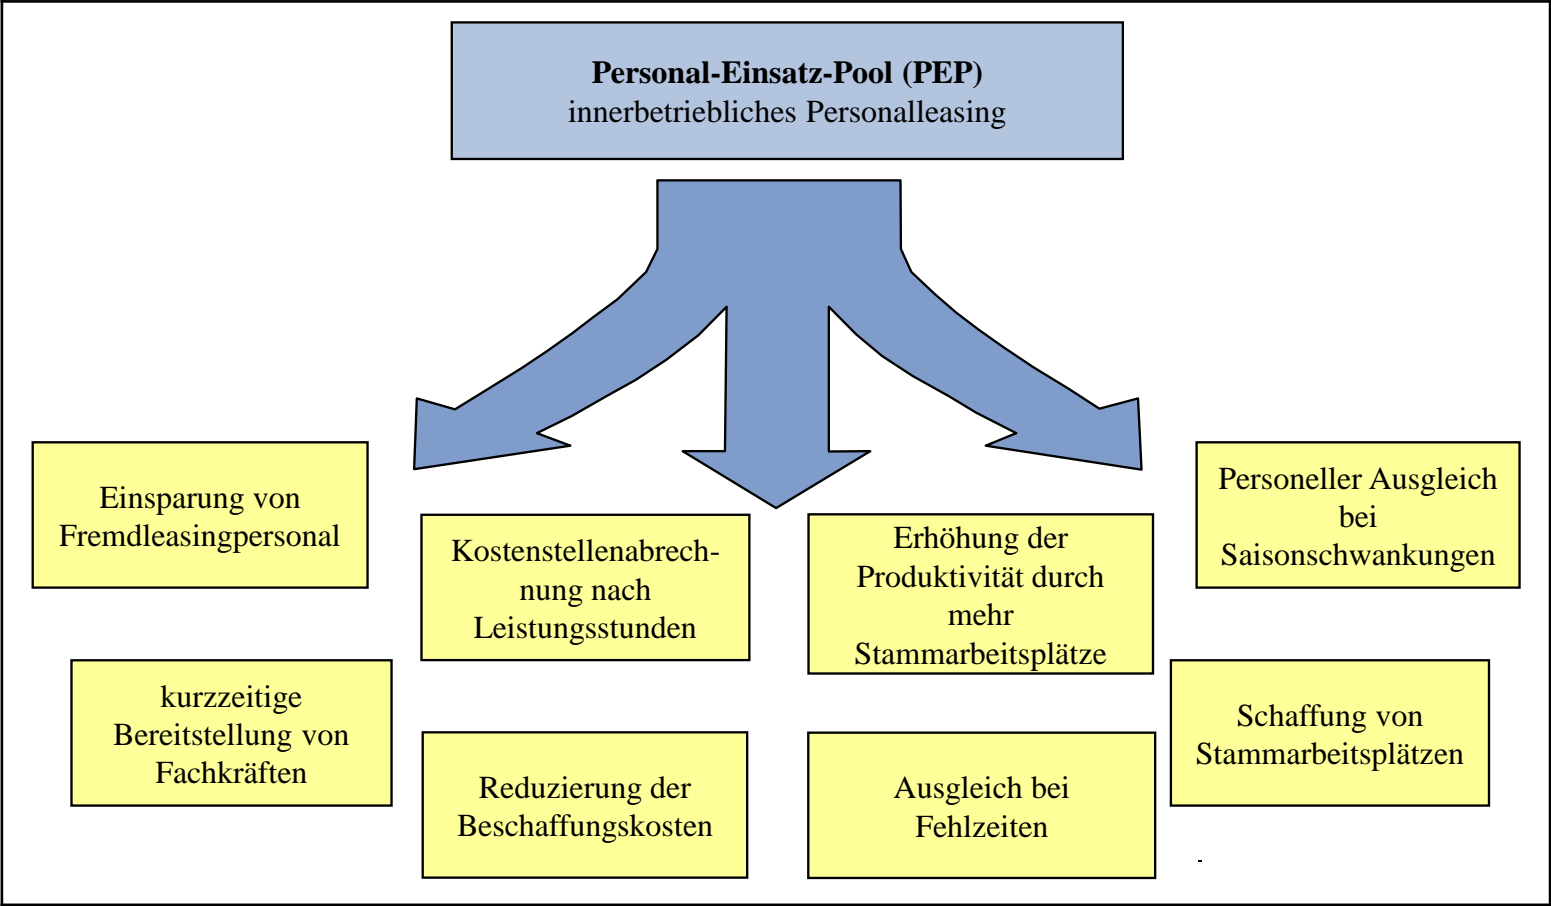 Personal-Einsatz-Pool (PEP)
innerbetriebliches Personalleasing
Einsparung von
Fremdleasingpersonal
Kostenstellenabrech-
nung nach
Leistungsstunden
Erhöhung der
Produktivität durch
mehr
Stammarbeitsplätze
Personeller Ausgleich
bei
Saisonschwankungen
kurzzeitige
Bereitstellung von
Fachkräften
Reduzierung der
Beschaffungskosten
Ausgleich bei
Fehlzeiten
Schaffung von
Stammarbeitsplätzen